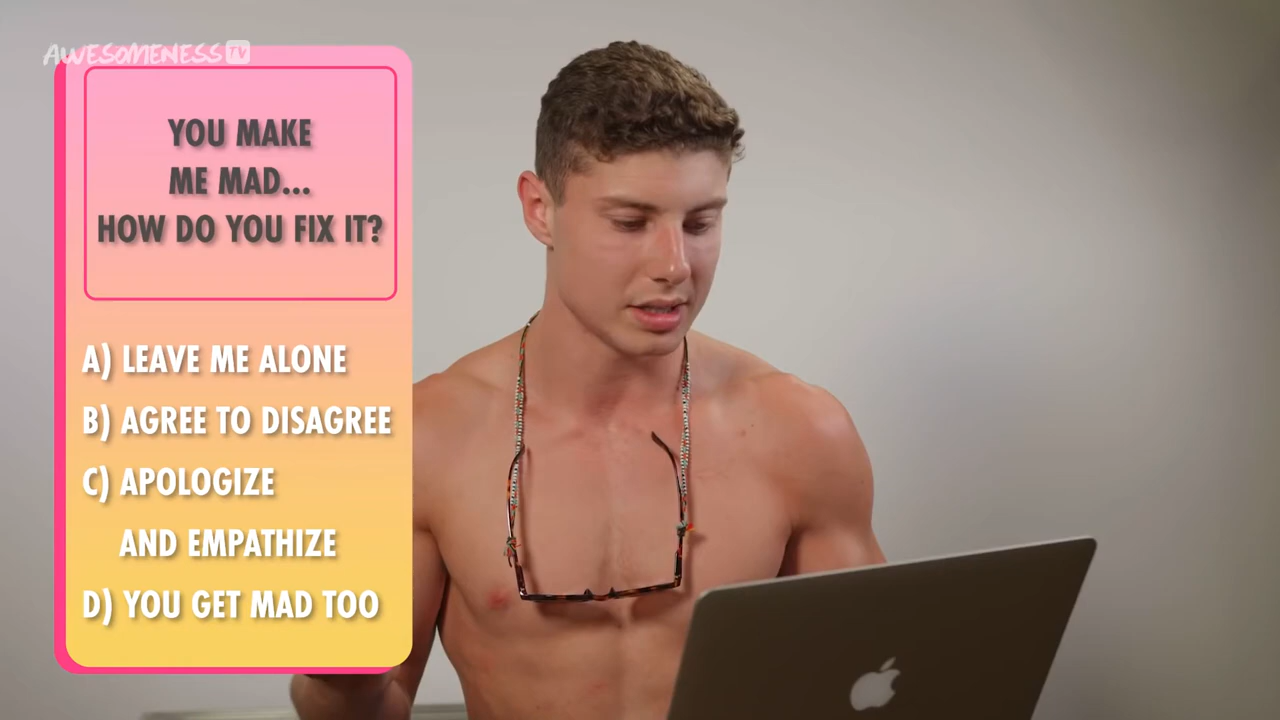 AWESOMENESS TV
YOU MAKE
ME MAD...
HOW DO YOU FIX IT?
A) LEAVE ME ALONE
B) AGREE TO DISAGREE
C) APOLOGIZE
AND EMPATHIZE
D) YOU GET MAD TOO